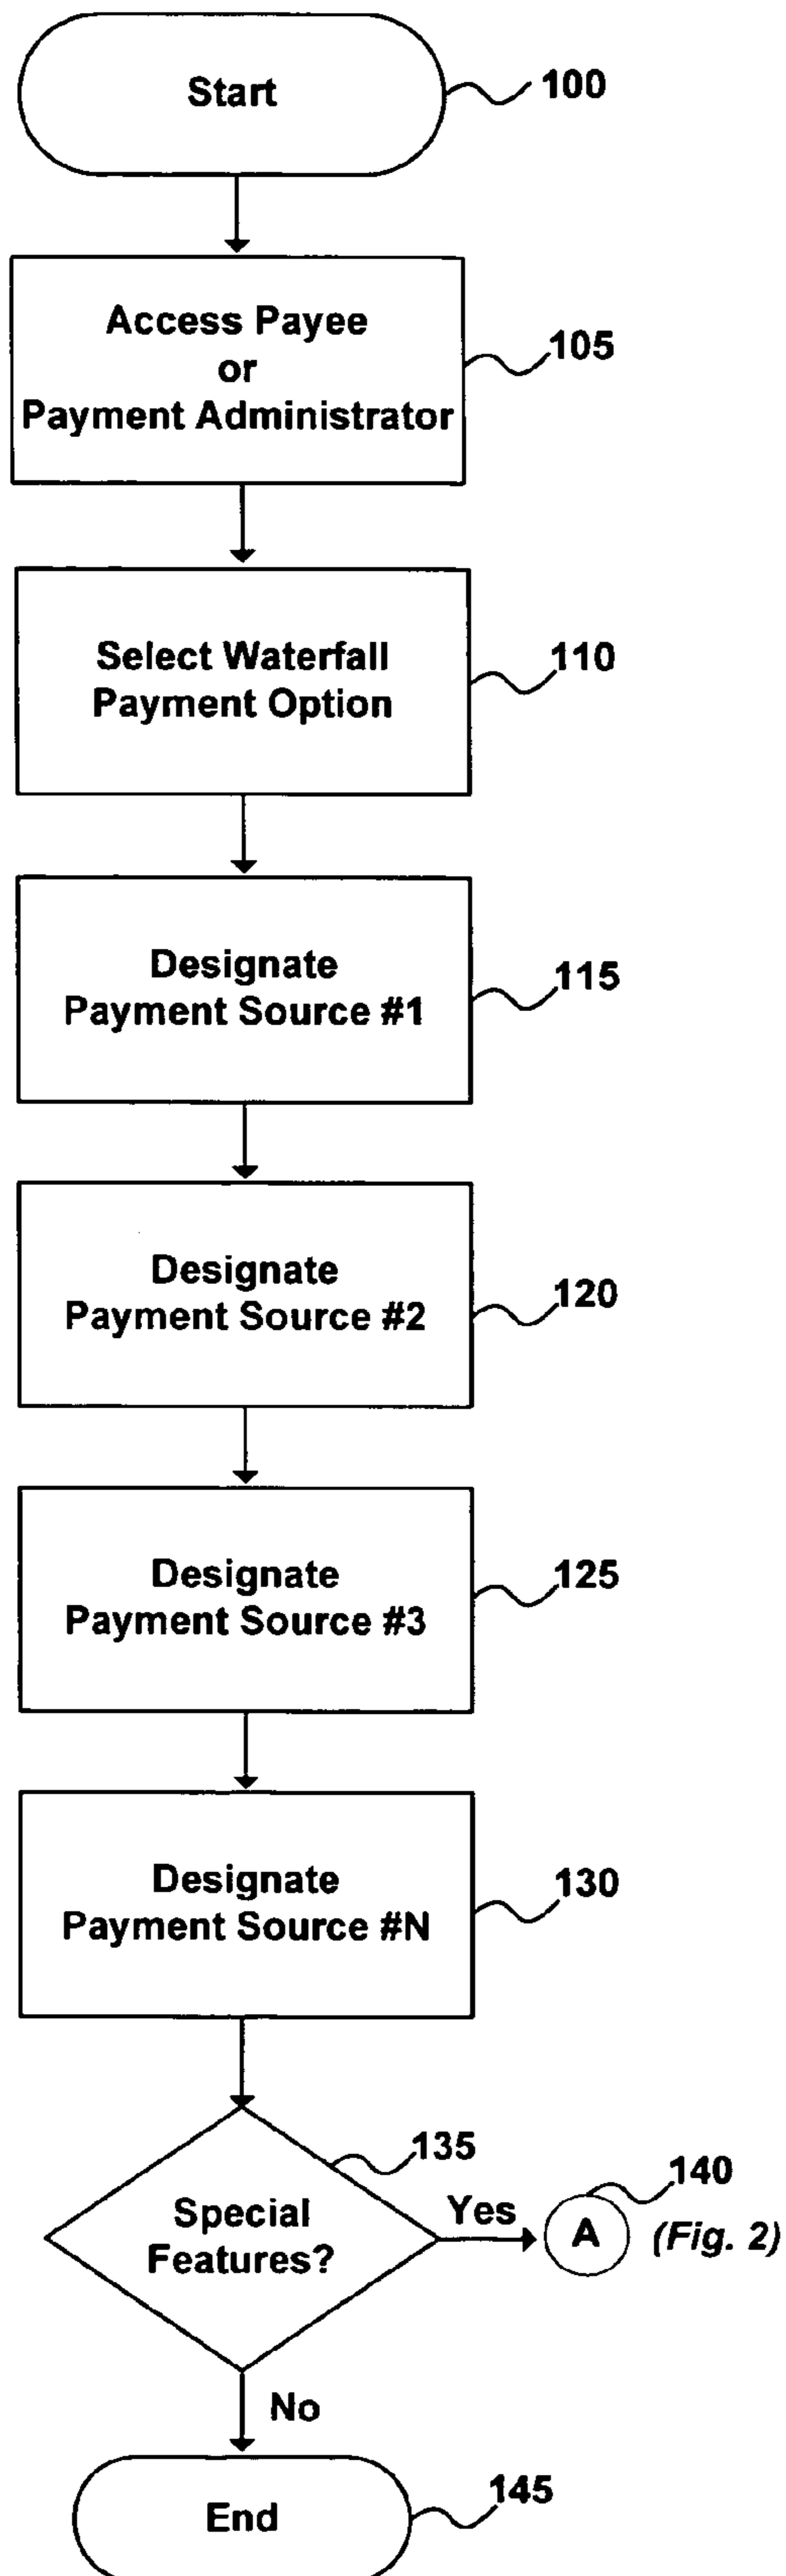 Start
100
Access Payee
or
Payment Administrator
105
Select Waterfall
Payment Option
110
Designate
Payment Source #1
115
Designate
Payment Source #2
120
Designate
Payment Source #3
125
Designate
Payment Source #N
130
135
Special
Features?
Yes
140
A
(Fig. 2)
No
End
145